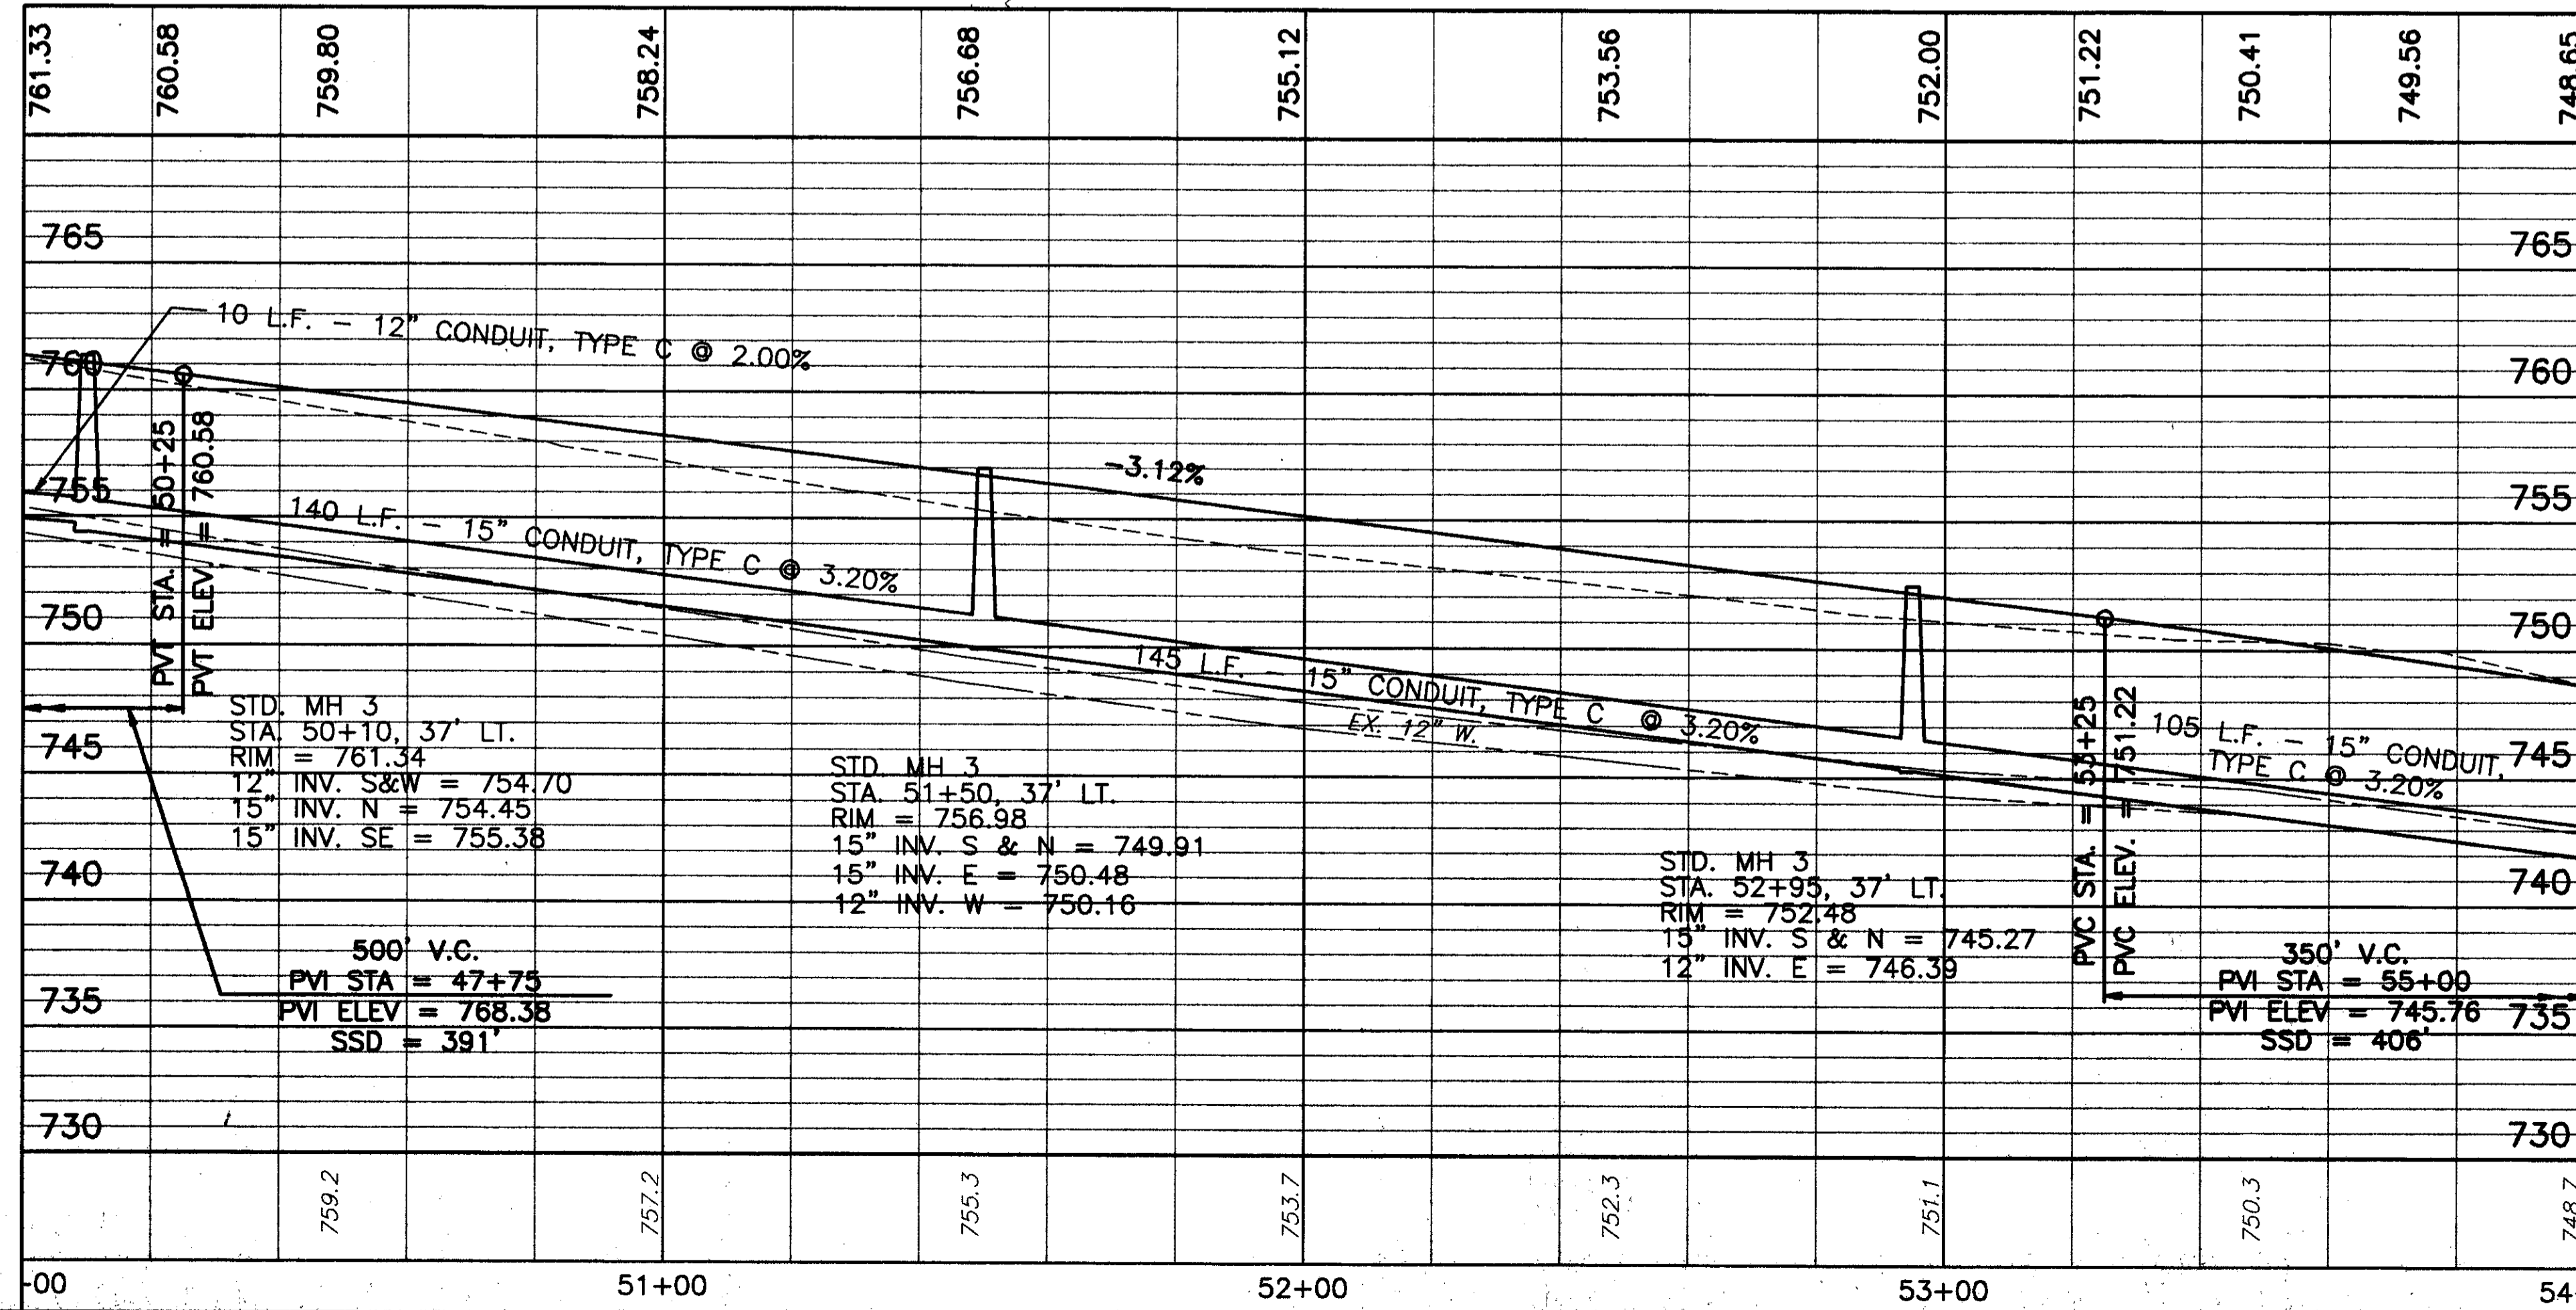 761.33
760.58
759.80
758.24
756.68
755.12
753.56
752.00
751.22
750.41
749.56
748.65
765
765
10 L.F. – 12" CONDUIT, TYPE C @ 2.00%
760
760
-3.12%
755
755
PVT STA. = 50+25
PVT ELEV. = 760.58
140 L.F. – 15" CONDUIT, TYPE C @ 3.20%
750
750
145 L.F. – 15" CONDUIT, TYPE C @ 3.20%
EX. 12" W.
745
745
STD. MH 3
STA. 50+10, 37' LT.
RIM = 761.34
12" INV. S&W = 754.70
15" INV. N = 754.45
15" INV. SE = 755.38
STD. MH 3
STA. 51+50, 37' LT.
RIM = 756.98
15" INV. S & N = 749.91
15" INV. E = 750.48
12" INV. W = 750.16
STD. MH 3
STA. 52+95, 37' LT.
RIM = 752.48
15" INV. S & N = 745.27
12" INV. E = 746.39
PVC STA. = 53+25
PVC ELEV. = 751.22
105 L.F. – 15" CONDUIT,
TYPE C @ 3.20%
740
740
500' V.C.
PVI STA = 47+75
PVI ELEV = 768.38
SSD = 391'
350' V.C.
PVI STA = 55+00
PVI ELEV = 745.76
SSD = 406'
735
735
730
730
759.2
757.2
755.3
753.7
752.3
751.1
750.3
748.7
-00
51+00
52+00
53+00
54